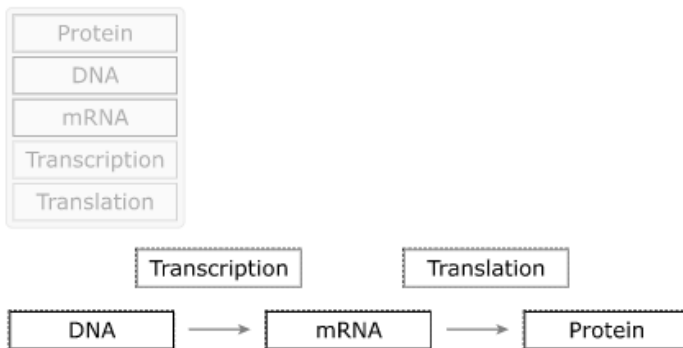 Protein
DNA
mRNA
Transcription
Translation
Transcription Translation
DNA mRNA Protein